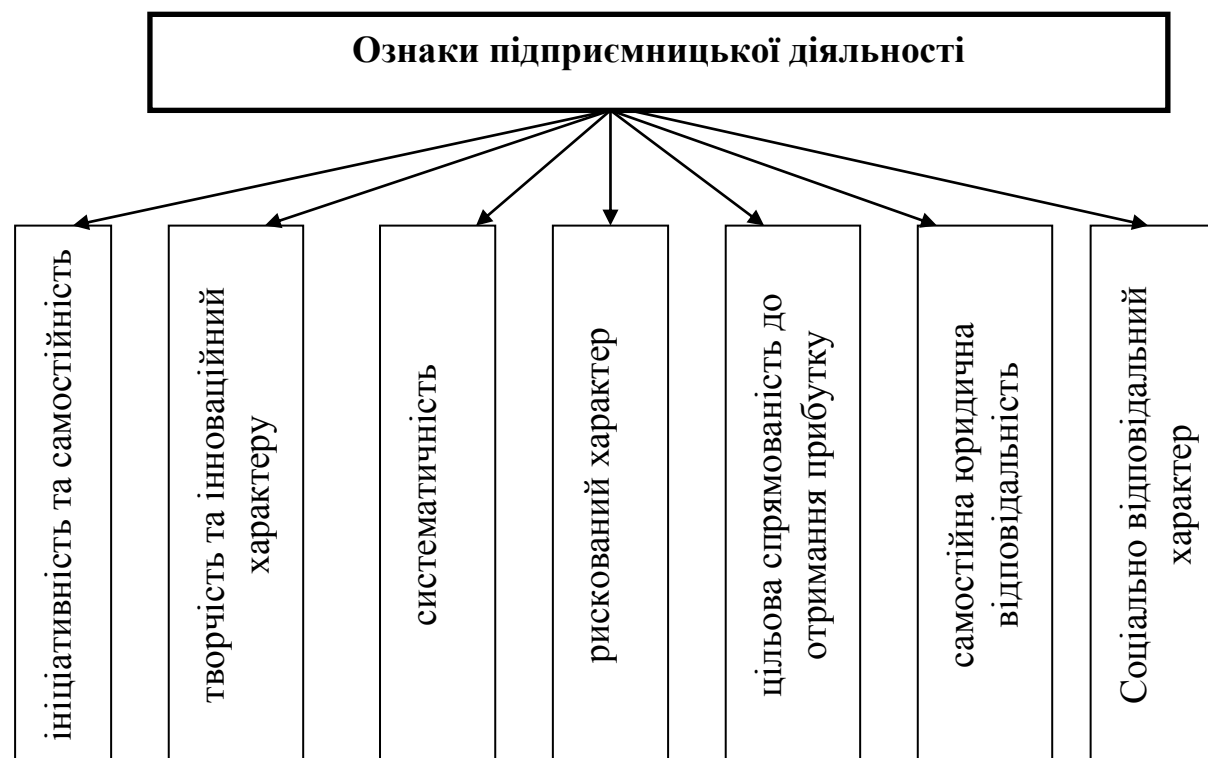 Ознаки підприємницької діяльності
ініціативність та самостійність
творчість та інноваційний
характеру
систематичність
рискований характер
цільова спрямованість до
отримання прибутку
самостійна юридична
відповідальність
Соціально відповідальний
характер